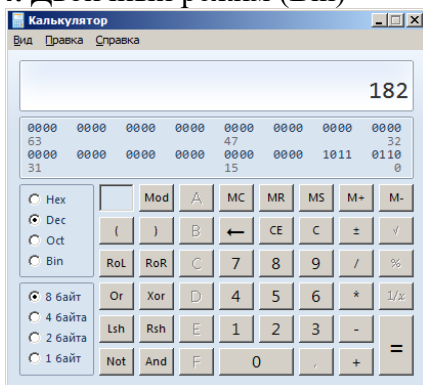 Двоичный режим (Bin)
Калькулятор
Вид Правка Справка
182
0000 0000 0000 0000 0000 0000 0000 0000
63 47 32
0000 0000 0000 0000 0000 0000 1011 0110
31 15 0
Hex Mod A MC MR MS M+ M-
Dec ( ) B ← CE C ± √
Oct
Bin RoL RoR C 7 8 9 / %
8 байт Or Xor D 4 5 6 * 1/x
4 байта Lsh Rsh E 1 2 3 - =
2 байта
1 байт Not And F 0 , +